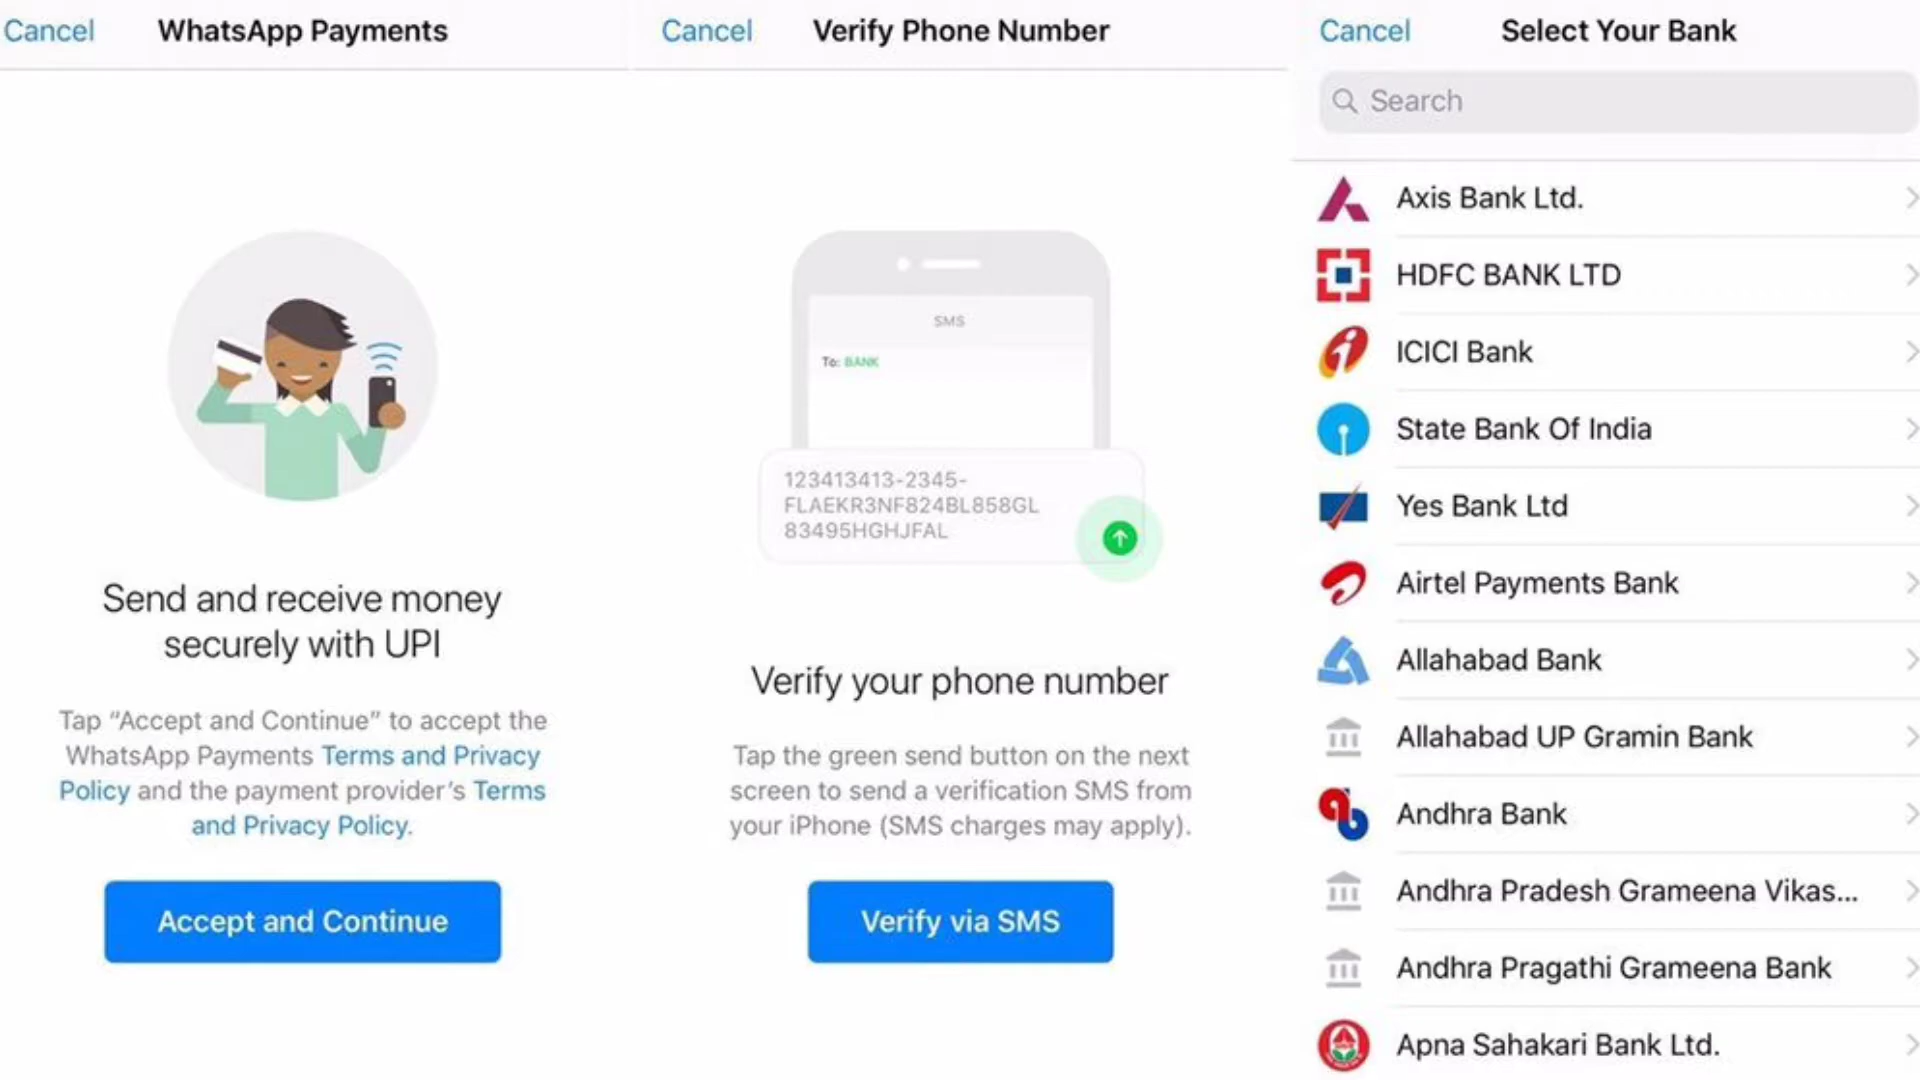 Cancel
WhatsApp Payments
Send and receive money
securely with UPI
Tap “Accept and Continue” to accept the
WhatsApp Payments Terms and Privacy
Policy and the payment provider’s Terms
and Privacy Policy.
Accept and Continue
Cancel
Verify Phone Number
SMS
To: BANK
123413413-2345-
FLAEKR3NF824BL858GL
83495HGHJFAL
Verify your phone number
Tap the green send button on the next
screen to send a verification SMS from
your iPhone (SMS charges may apply).
Verify via SMS
Cancel
Select Your Bank
Search
Axis Bank Ltd.
HDFC BANK LTD
ICICI Bank
State Bank Of India
Yes Bank Ltd
Airtel Payments Bank
Allahabad Bank
Allahabad UP Gramin Bank
Andhra Bank
Andhra Pradesh Grameena Vikas...
Andhra Pragathi Grameena Bank
Apna Sahakari Bank Ltd.